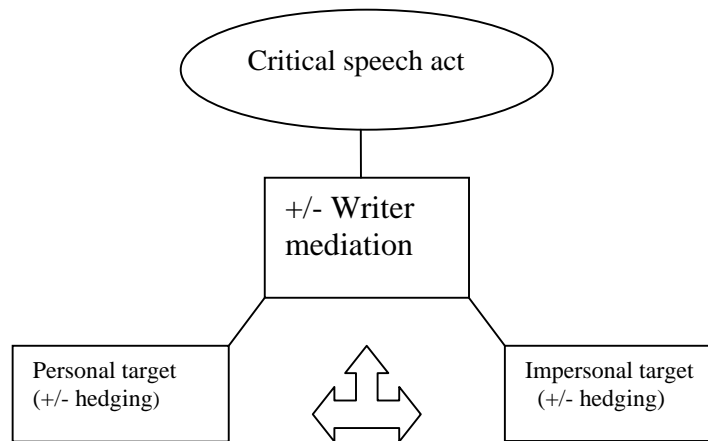 Critical speech act
+/- Writer
mediation
Personal target
(+/- hedging)
Impersonal target
(+/- hedging)